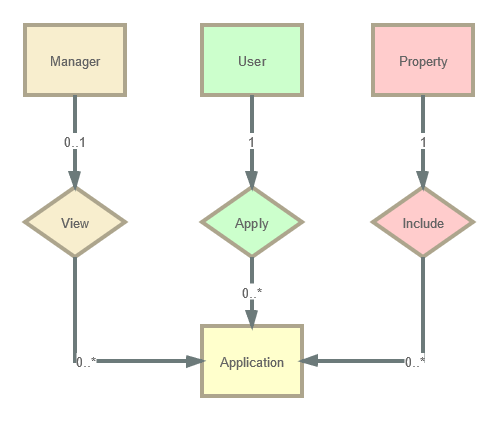 Manager
User
Property
0..1
1
1
View
Apply
Include
0..*
0..*
Application
0..*